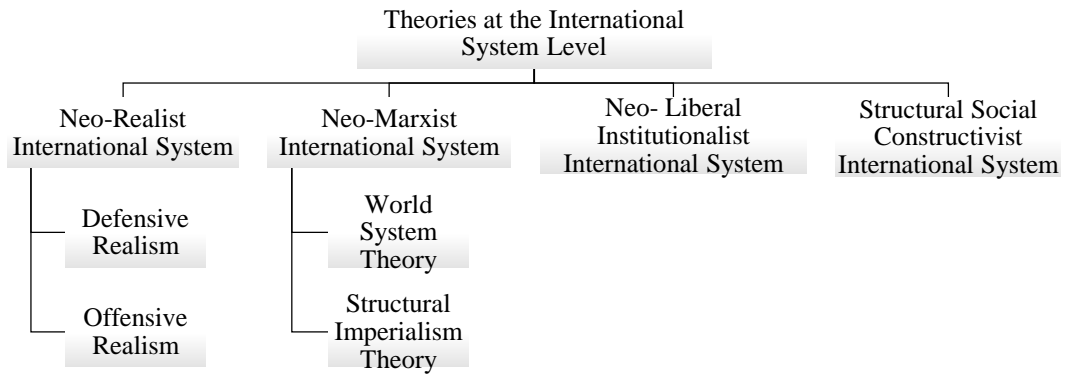 Theories at the International
System Level
Neo-Realist
International System
Neo-Marxist
International System
Neo- Liberal
Institutionalist
International System
Structural Social
Constructivist
International System
Defensive
Realism
Offensive
Realism
World
System
Theory
Structural
Imperialism
Theory